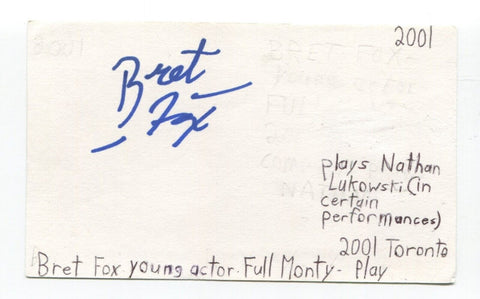 2001
Bret
Fox
plays Nathan
Lukowski (in
certain
performances)
2001 Toronto
Bret Fox young actor. Full Monty - Play